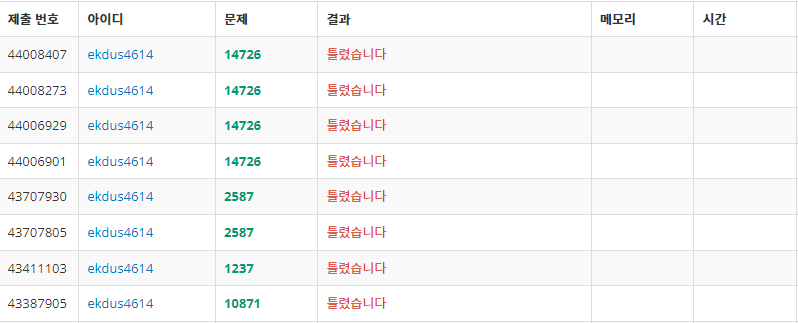 제출 번호 아이디 문제 결과 메모리 시간
44008407 ekdus4614 14726 틀렸습니다
44008273 ekdus4614 14726 틀렸습니다
44006929 ekdus4614 14726 틀렸습니다
44006901 ekdus4614 14726 틀렸습니다
43707930 ekdus4614 2587 틀렸습니다
43707805 ekdus4614 2587 틀렸습니다
43411103 ekdus4614 1237 틀렸습니다
43387905 ekdus4614 10871 틀렸습니다